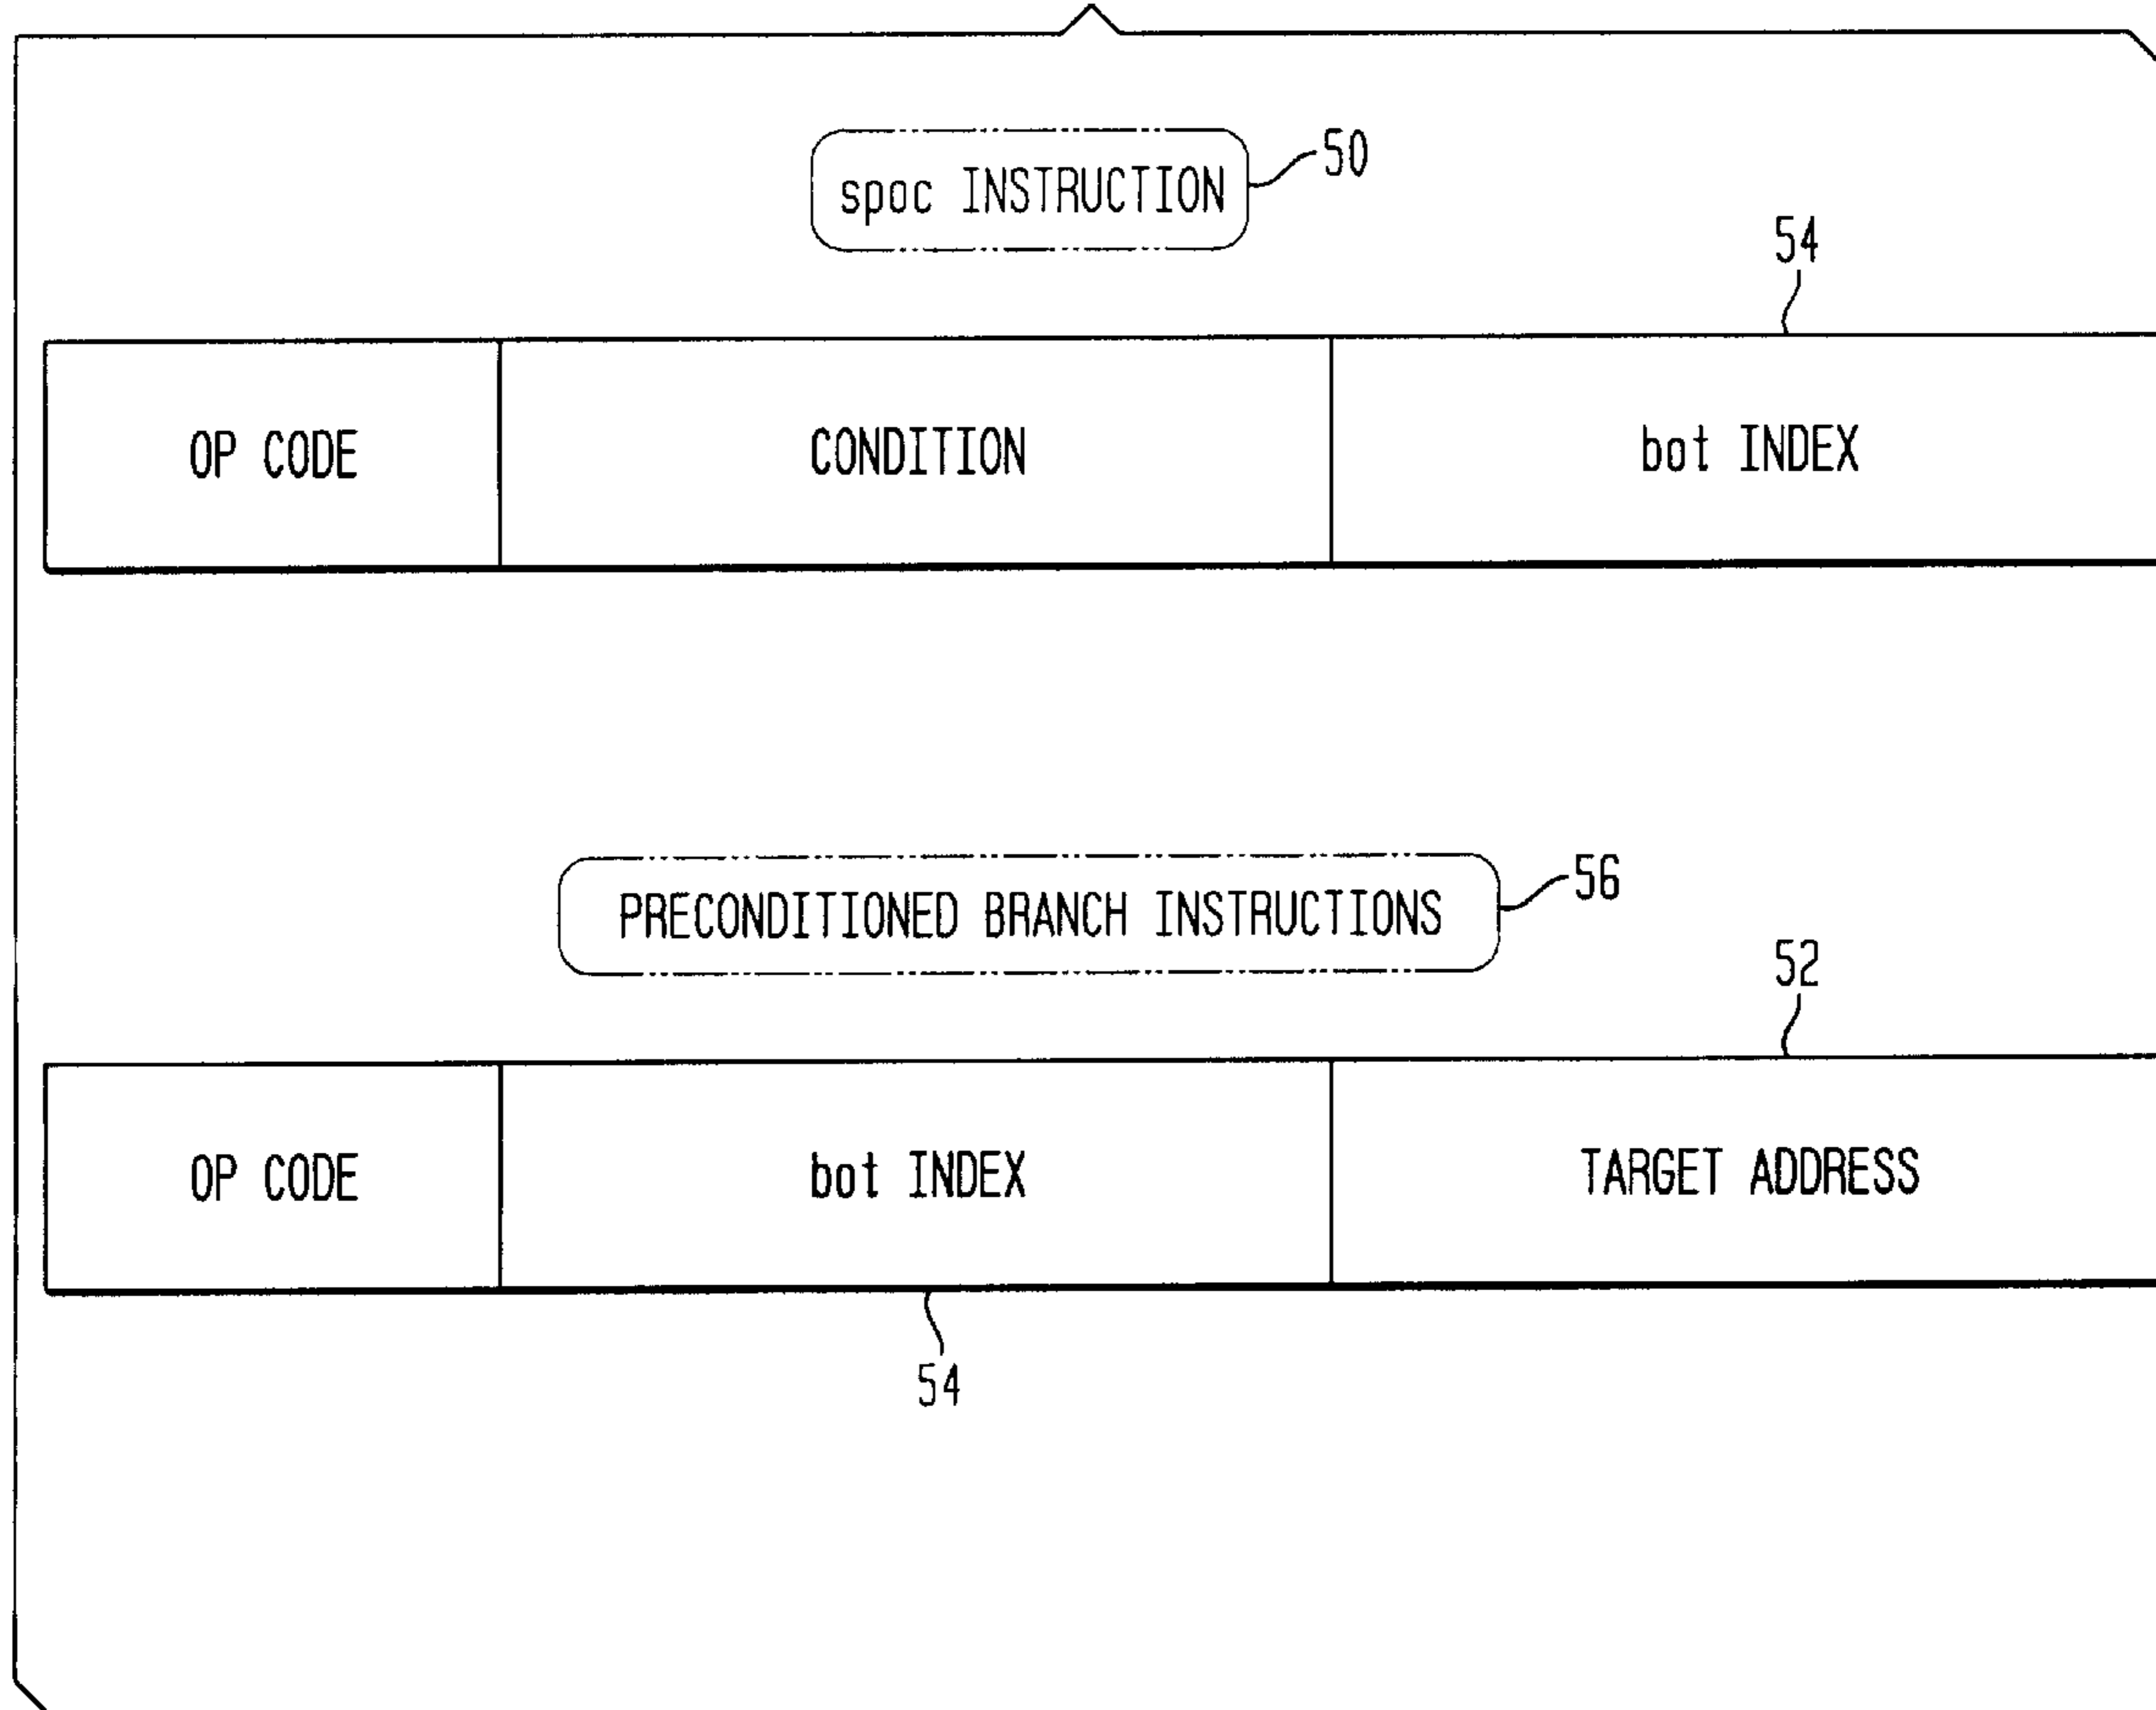 spoc INSTRUCTION
50
54
OP CODE
CONDITION
bot INDEX
PRECONDITIONED BRANCH INSTRUCTIONS
56
52
OP CODE
bot INDEX
TARGET ADDRESS
54